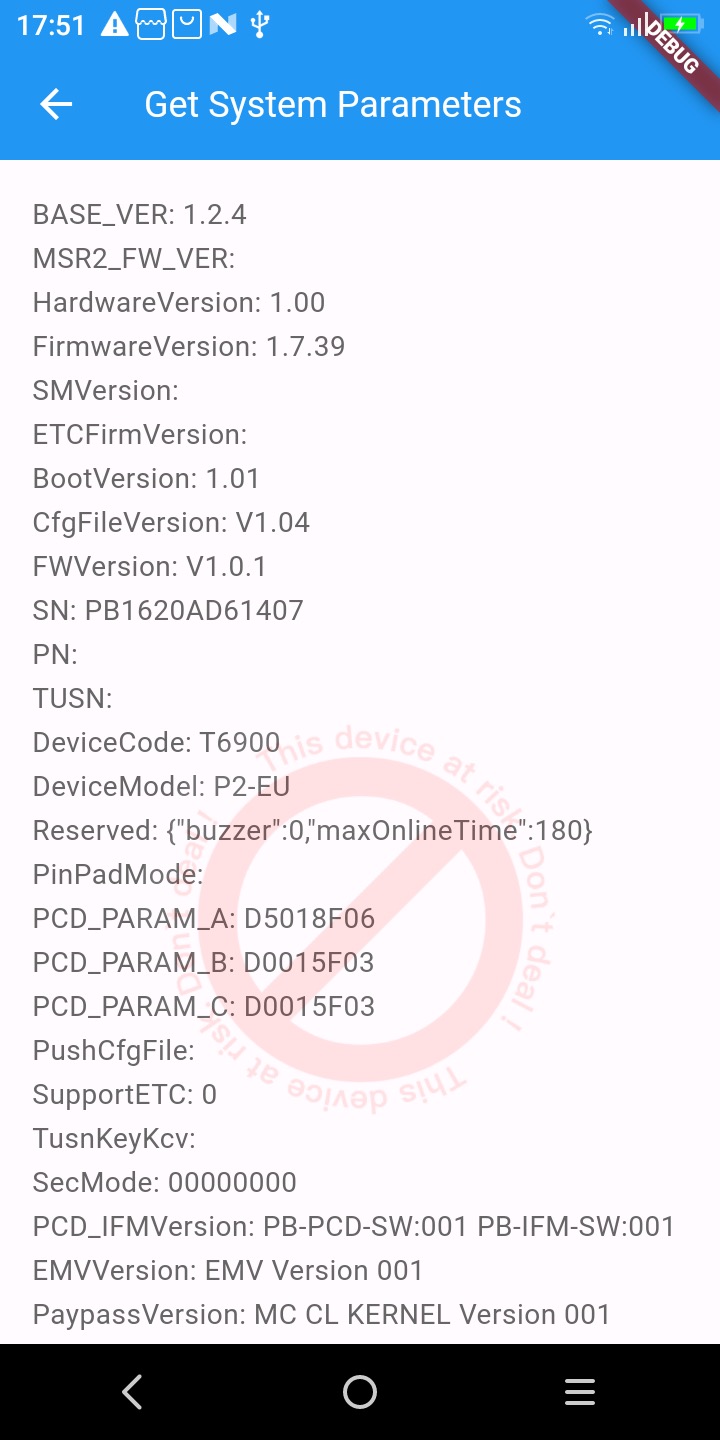 17:51
DEBUG
Get System Parameters
BASE_VER: 1.2.4
MSR2_FW_VER:
HardwareVersion: 1.00
FirmwareVersion: 1.7.39
SMVersion:
ETCFirmVersion:
BootVersion: 1.01
CfgFileVersion: V1.04
FWVersion: V1.0.1
SN: PB1620AD61407
PN:
TUSN:
DeviceCode: T6900
DeviceModel: P2-EU
Reserved: {"buzzer":0,"maxOnlineTime":180}
PinPadMode:
PCD_PARAM_A: D5018F06
PCD_PARAM_B: D0015F03
PCD_PARAM_C: D0015F03
PushCfgFile:
SupportETC: 0
TusnKeyKcv:
SecMode: 00000000
PCD_IFMVersion: PB-PCD-SW:001 PB-IFM-SW:001
EMVVersion: EMV Version 001
PaypassVersion: MC CL KERNEL Version 001
This device at risk Don`t deal !
This device at risk Don`t deal !